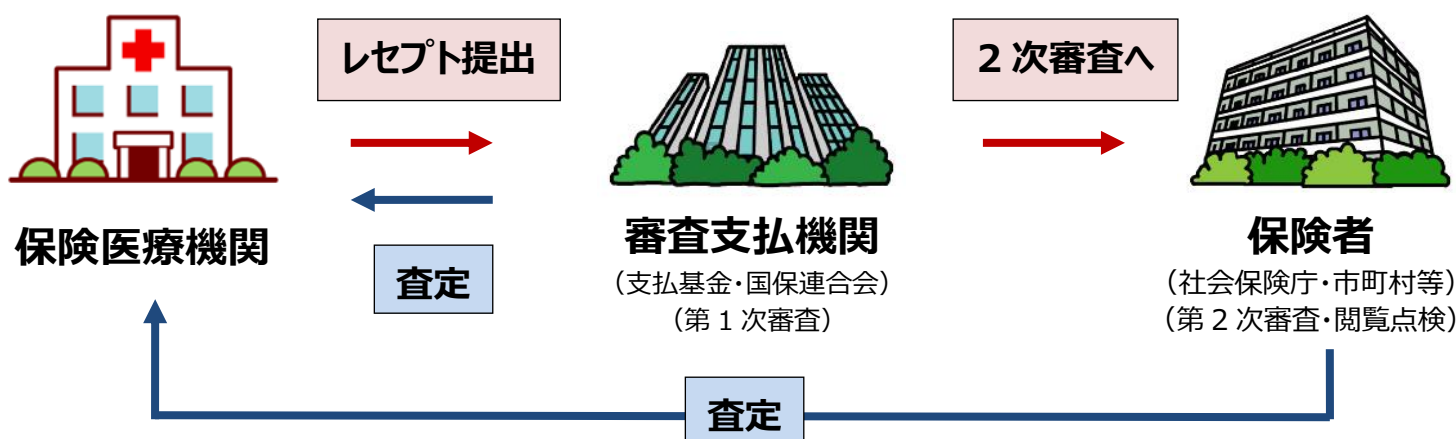 レセプト提出
2 次審査へ
保険医療機関
審査支払機関
（支払基金・国保連合会）
（第 1 次審査）
保険者
（社会保険庁・市町村等）
（第 2 次審査・閲覧点検）
査定
査定